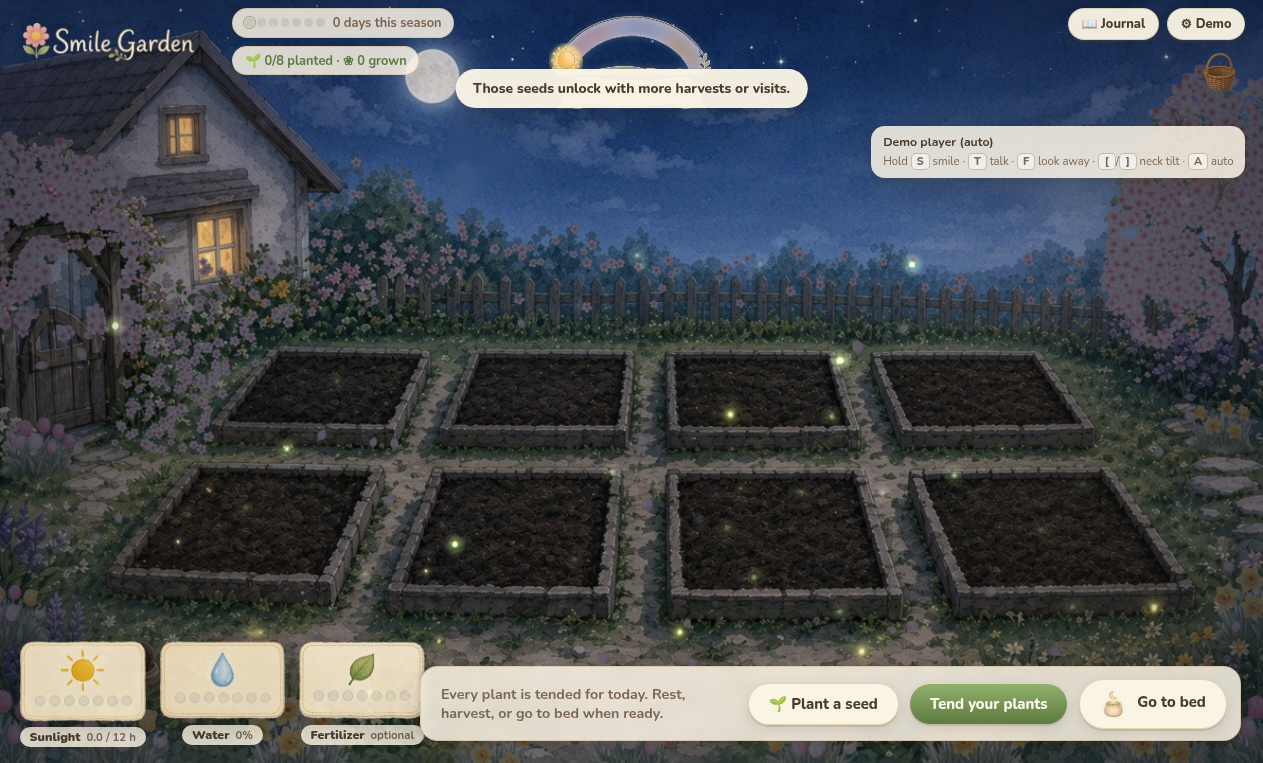 Smile Garden
0 days this season
0/8 planted · ❀ 0 grown
Journal
Demo
Those seeds unlock with more harvests or visits.
Demo player (auto)
Hold S smile · T talk · F look away · [ / ] neck tilt · A auto
Every plant is tended for today. Rest,
harvest, or go to bed when ready.
Plant a seed
Tend your plants
Go to bed
Sunlight 0.0 / 12 h
Water 0%
Fertilizer optional